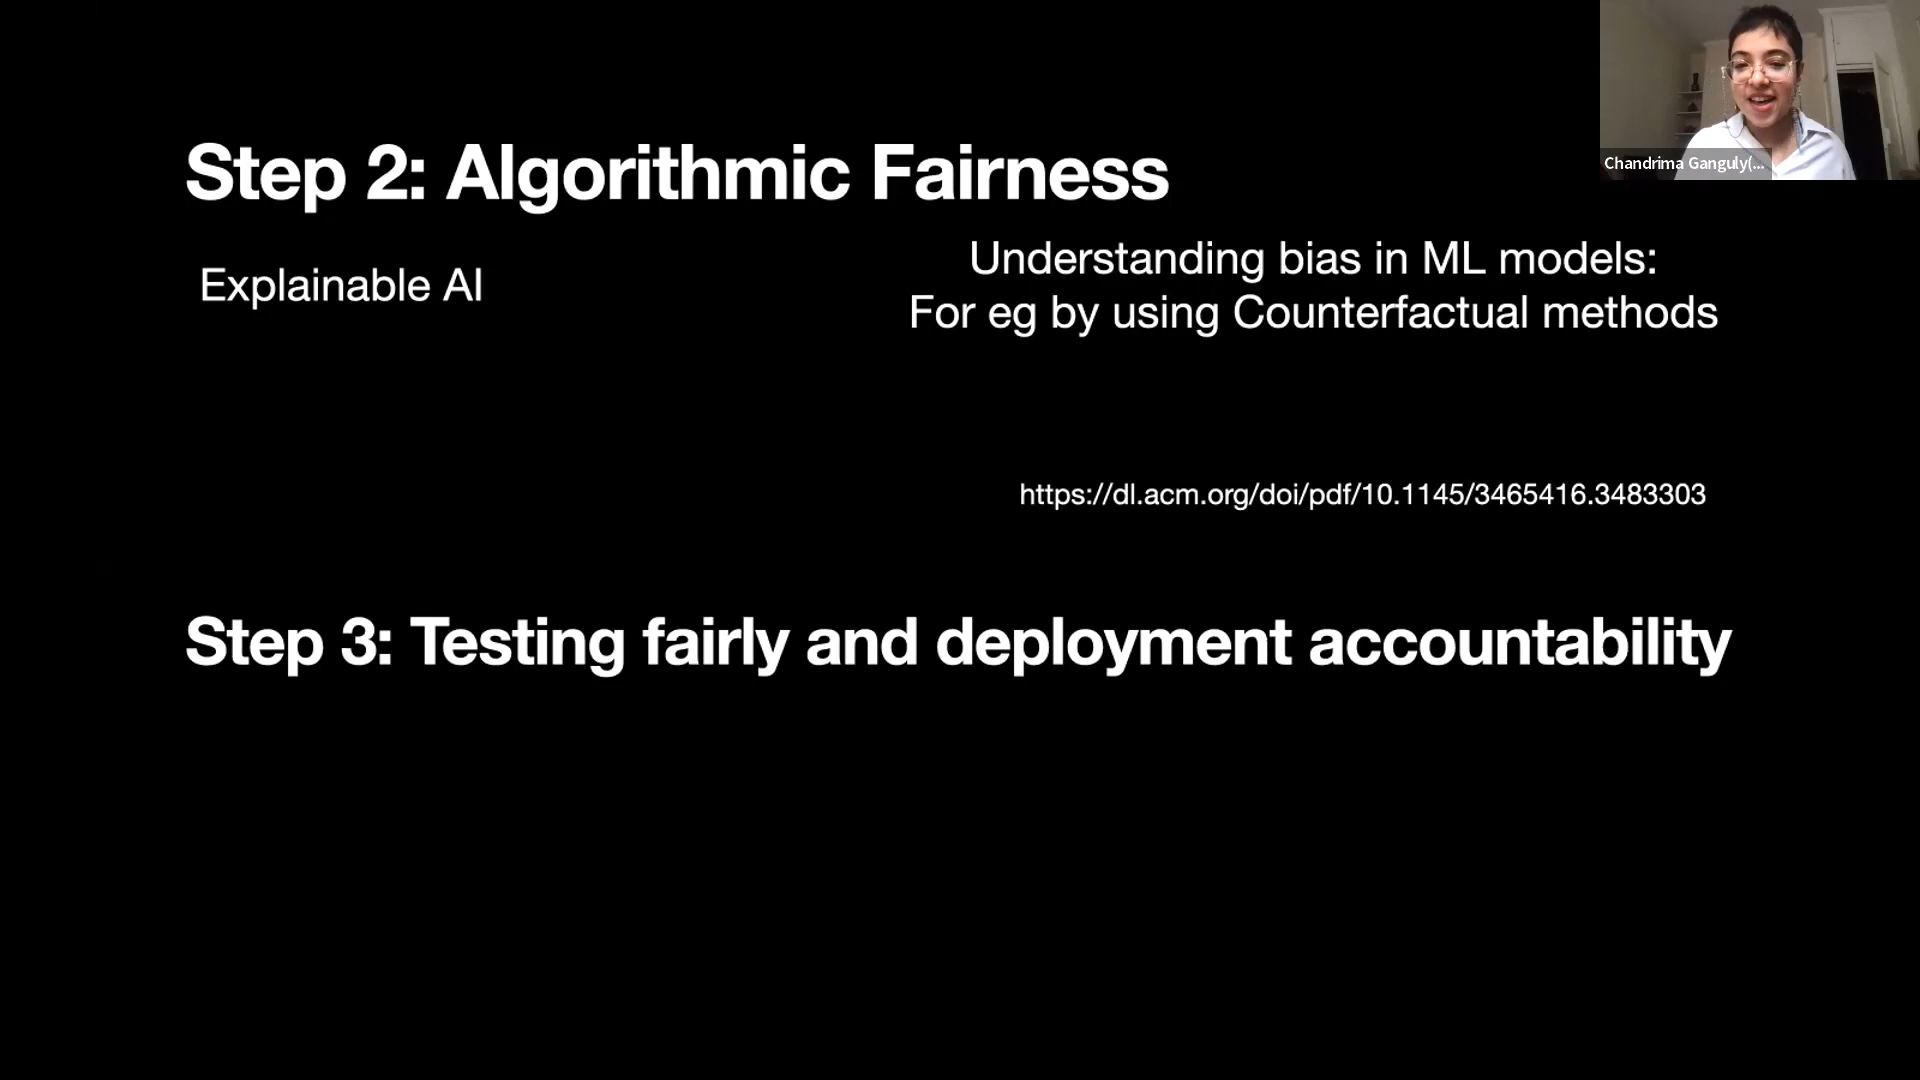 Chandrima Ganguly(...
Step 2: Algorithmic Fairness
Explainable AI
Understanding bias in ML models:
For eg by using Counterfactual methods
https://dl.acm.org/doi/pdf/10.1145/3465416.3483303
Step 3: Testing fairly and deployment accountability